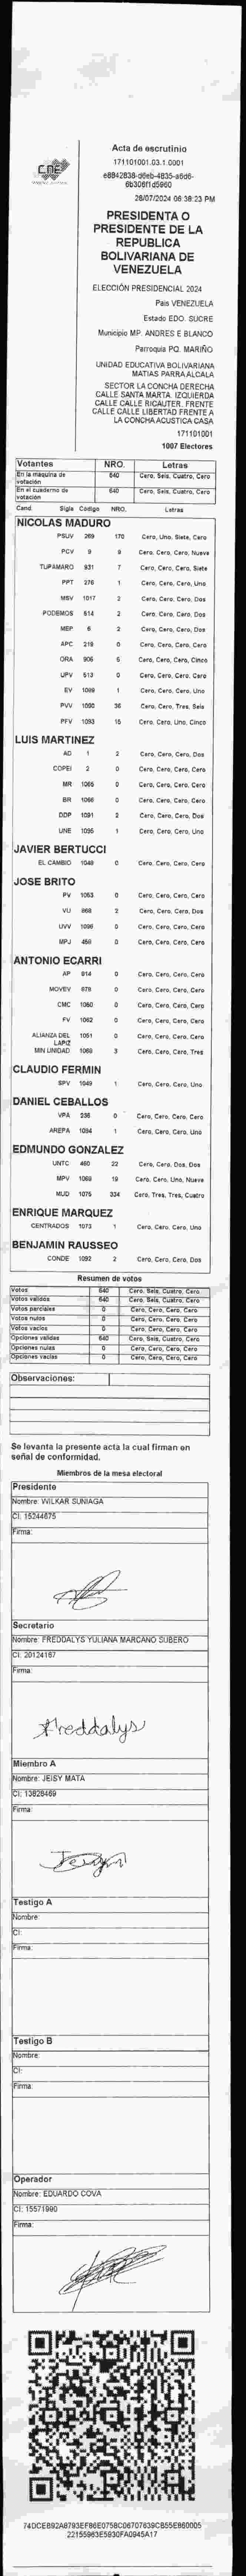 Acta de escrutinio
171101001.03.1.0001
e8842838-d6eb-4835-a6d6-
6b306f1d5960
28/07/2024 06:38:23 PM
PRESIDENTA O
PRESIDENTE DE LA
REPUBLICA
BOLIVARIANA DE
VENEZUELA
ELECCIÓN PRESIDENCIAL 2024
Pais VENEZUELA
Estado EDO. SUCRE
Municipio MP. ANDRES E BLANCO
Parroquia PQ. MARIÑO
UNIDAD EDUCATIVA BOLIVARIANA
MATIAS PARRA ALCALA
SECTOR LA CONCHA DERECHA
CALLE SANTA MARTA. IZQUIERDA
CALLE CALLE RICAUTER. FRENTE
CALLE CALLE LIBERTAD FRENTE A
LA CONCHA ACUSTICA CASA
171101001
1007 Electores
Votantes NRO. Letras
En la máquina de votación 640 Cero, Seis, Cuatro, Cero
En el cuaderno de votación 640 Cero, Seis, Cuatro, Cero
Cand. Sigla Código NRO. Letras
NICOLAS MADURO
PSUV 269 170 Cero, Uno, Siete, Cero
PCV 9 9 Cero, Cero, Cero, Nueve
TUPAMARO 931 7 Cero, Cero, Cero, Siete
PPT 276 1 Cero, Cero, Cero, Uno
MSV 1017 2 Cero, Cero, Cero, Dos
PODEMOS 514 2 Cero, Cero, Cero, Dos
MEP 6 2 Cero, Cero, Cero, Dos
APC 219 0 Cero, Cero, Cero, Cero
ORA 906 5 Cero, Cero, Cero, Cinco
UPV 513 0 Cero, Cero, Cero, Cero
EV 1099 1 Cero, Cero, Cero, Uno
PVV 1090 36 Cero, Cero, Tres, Seis
PFV 1093 15 Cero, Cero, Uno, Cinco
LUIS MARTINEZ
AD 1 2 Cero, Cero, Cero, Dos
COPEI 2 0 Cero, Cero, Cero, Cero
MR 1065 0 Cero, Cero, Cero, Cero
BR 1066 0 Cero, Cero, Cero, Cero
DDP 1091 2 Cero, Cero, Cero, Dos
UNE 1095 1 Cero, Cero, Cero, Uno
JAVIER BERTUCCI
EL CAMBIO 1048 0 Cero, Cero, Cero, Cero
JOSE BRITO
PV 1053 0 Cero, Cero, Cero, Cero
VU 868 2 Cero, Cero, Cero, Dos
UVV 1098 0 Cero, Cero, Cero, Cero
MPJ 458 0 Cero, Cero, Cero, Cero
ANTONIO ECARRI
AP 814 0 Cero, Cero, Cero, Cero
MOVEV 878 0 Cero, Cero, Cero, Cero
CMC 1050 0 Cero, Cero, Cero, Cero
FV 1062 0 Cero, Cero, Cero, Cero
ALIANZA DEL LAPIZ 1051 0 Cero, Cero, Cero, Cero
MIN UNIDAD 1068 3 Cero, Cero, Cero, Tres
CLAUDIO FERMIN
SPV 1049 1 Cero, Cero, Cero, Uno
DANIEL CEBALLOS
VPA 236 0 Cero, Cero, Cero, Cero
AREPA 1094 1 Cero, Cero, Cero, Uno
EDMUNDO GONZALEZ
UNTC 460 22 Cero, Cero, Dos, Dos
MPV 1069 19 Cero, Cero, Uno, Nueve
MUD 1075 334 Cero, Tres, Tres, Cuatro
ENRIQUE MARQUEZ
CENTRADOS 1073 1 Cero, Cero, Cero, Uno
BENJAMIN RAUSSEO
CONDE 1092 2 Cero, Cero, Cero, Dos
Resumen de votos
Votos 640 Cero, Seis, Cuatro, Cero
Votos válidos 640 Cero, Seis, Cuatro, Cero
Votos parciales 0 Cero, Cero, Cero, Cero
Votos nulos 0 Cero, Cero, Cero, Cero
Votos vacíos 0 Cero, Cero, Cero, Cero
Opciones válidas 640 Cero, Seis, Cuatro, Cero
Opciones nulas 0 Cero, Cero, Cero, Cero
Opciones vacías 0 Cero, Cero, Cero, Cero
Observaciones:
Se levanta la presente acta la cual firman en
señal de conformidad.
Miembros de la mesa electoral
Presidente
Nombre: WILKAR SUNIAGA
CI: 15244675
Firma:
Secretario
Nombre: FREDDALYS YULIANA MARCANO SUBERO
CI: 20124167
Firma:
Freddalys
Miembro A
Nombre: JEISY MATA
CI: 13828469
Firma:
Testigo A
Nombre:
CI:
Firma:
Testigo B
Nombre:
CI:
Firma:
Operador
Nombre: EDUARDO COVA
CI: 15571990
Firma:
74DCEB92A8793EF86E0758C06707639CB55E860005
22155963E5930FA0945A17